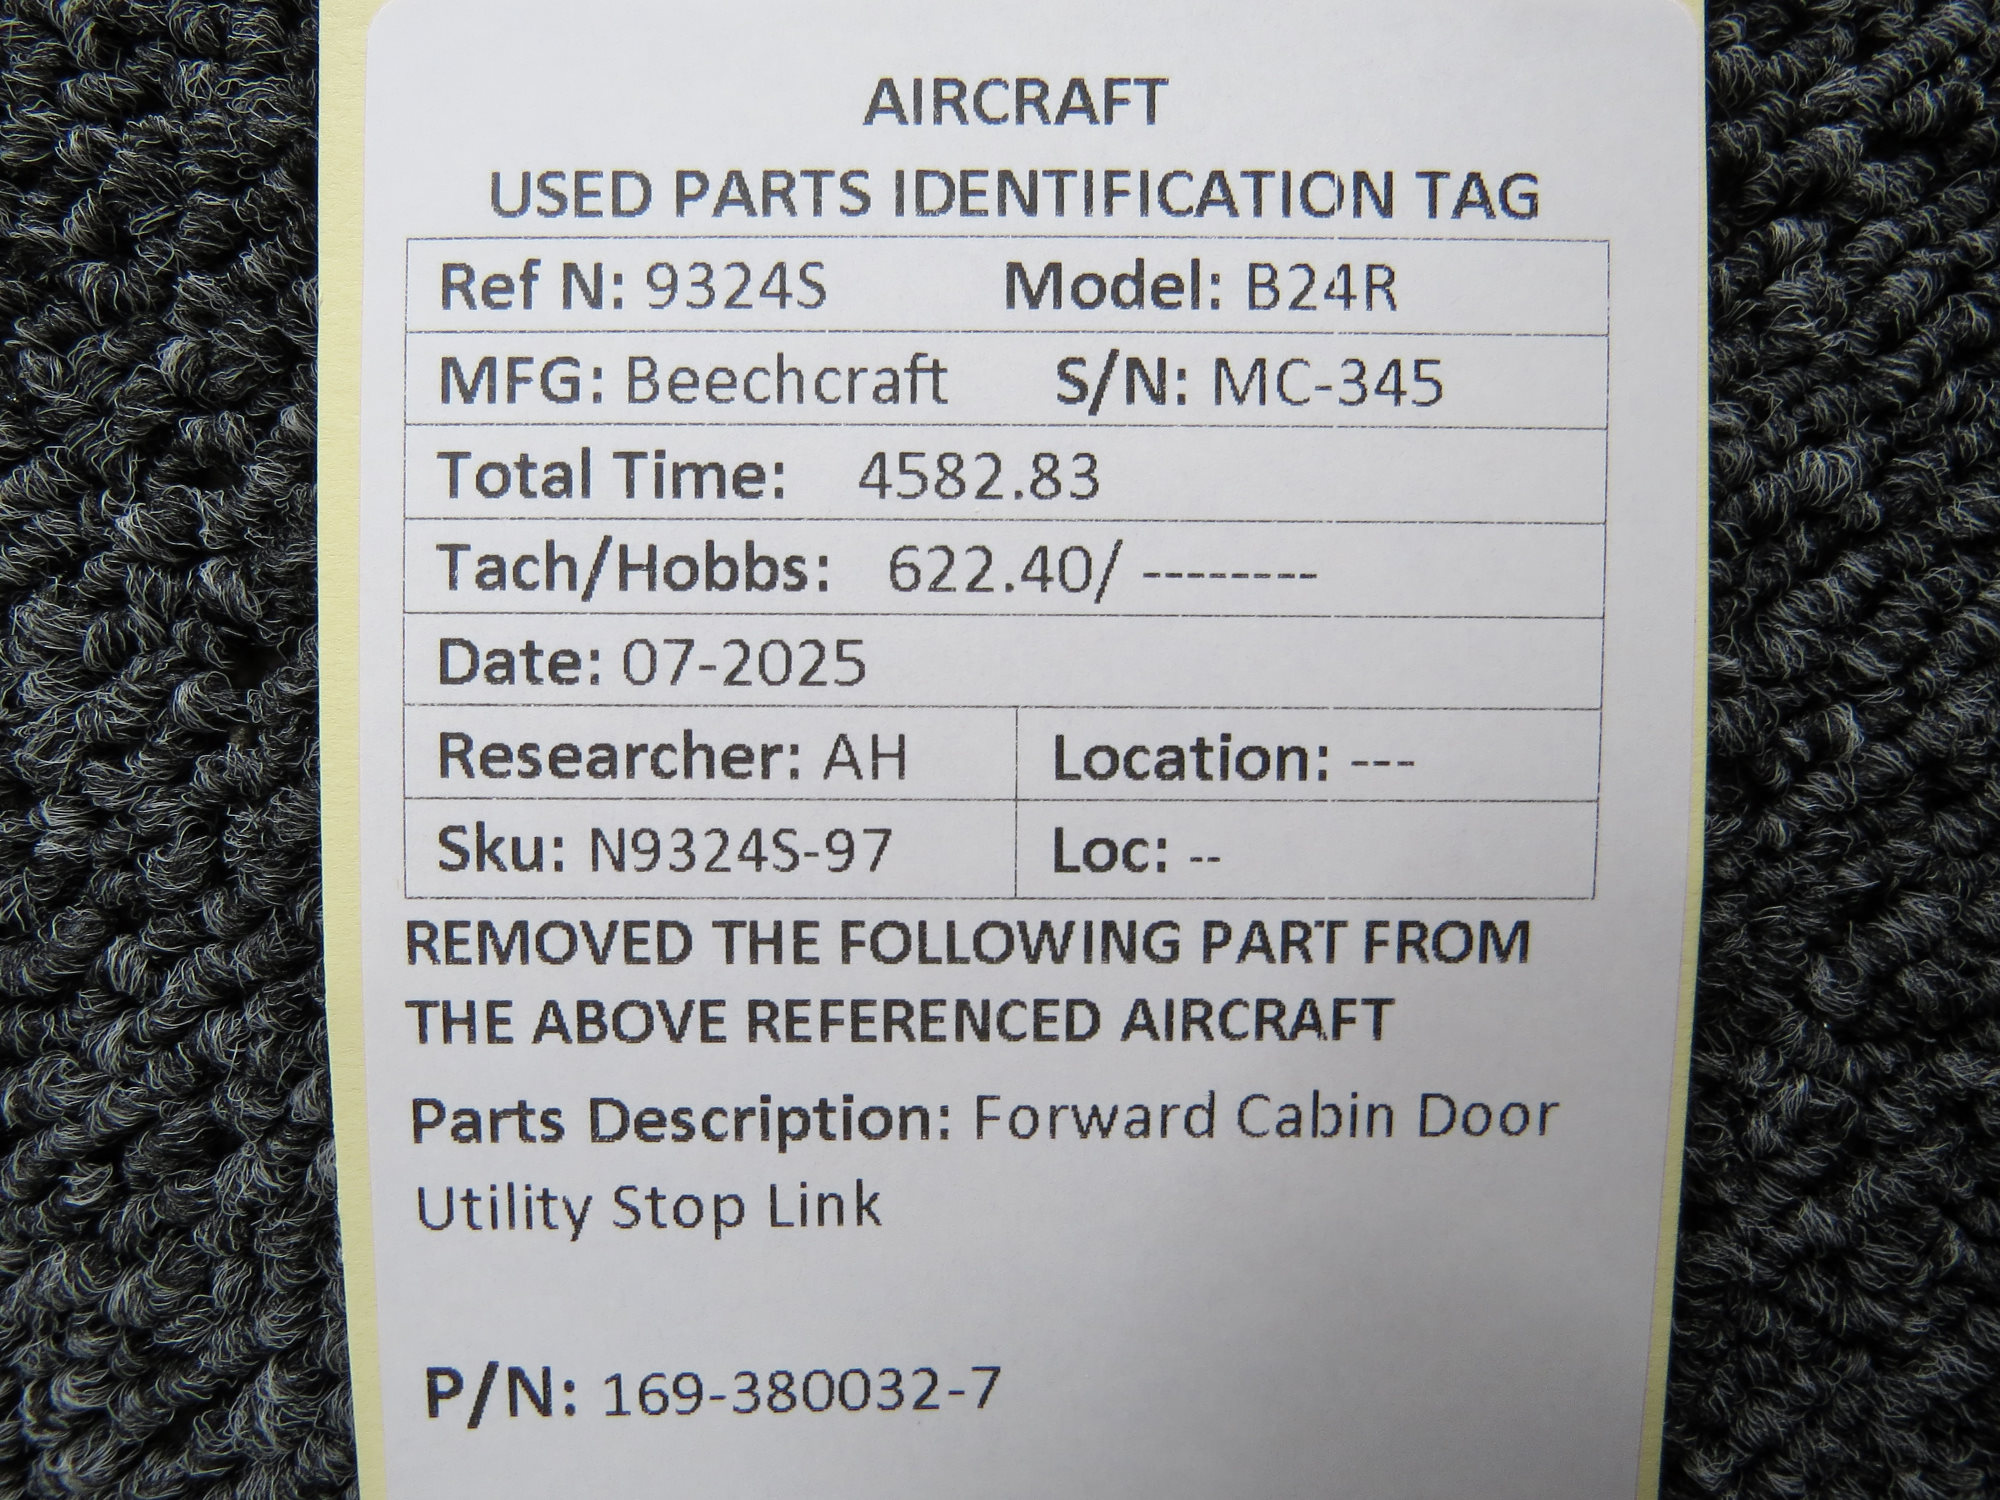 AIRCRAFT
USED PARTS IDENTIFICATION TAG
Ref N: 9324S Model: B24R
MFG: Beechcraft S/N: MC-345
Total Time: 4582.83
Tach/Hobbs: 622.40/ --------
Date: 07-2025
Researcher: AH Location: ---
Sku: N9324S-97 Loc: --
REMOVED THE FOLLOWING PART FROM
THE ABOVE REFERENCED AIRCRAFT
Parts Description: Forward Cabin Door
Utility Stop Link
P/N: 169-380032-7